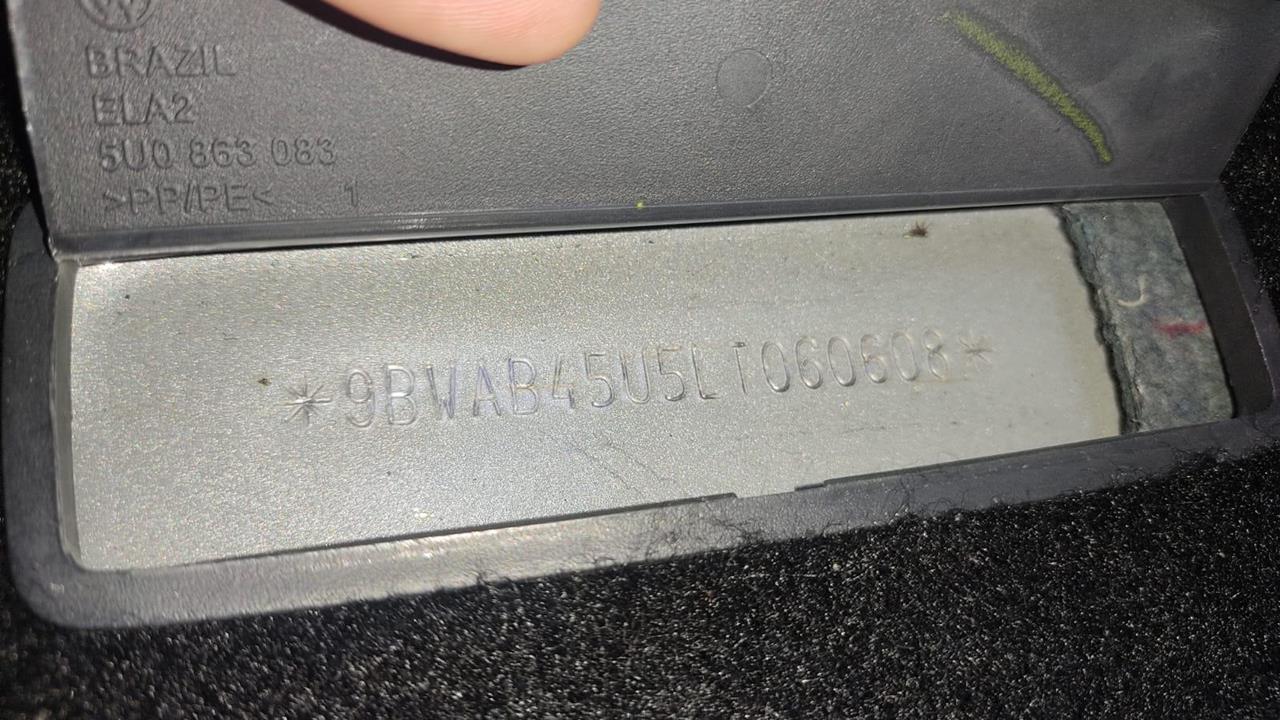 BRAZIL
ELA2
5U0 863 083
>PP/PE< 1
*9BWAB45U5LT060608*